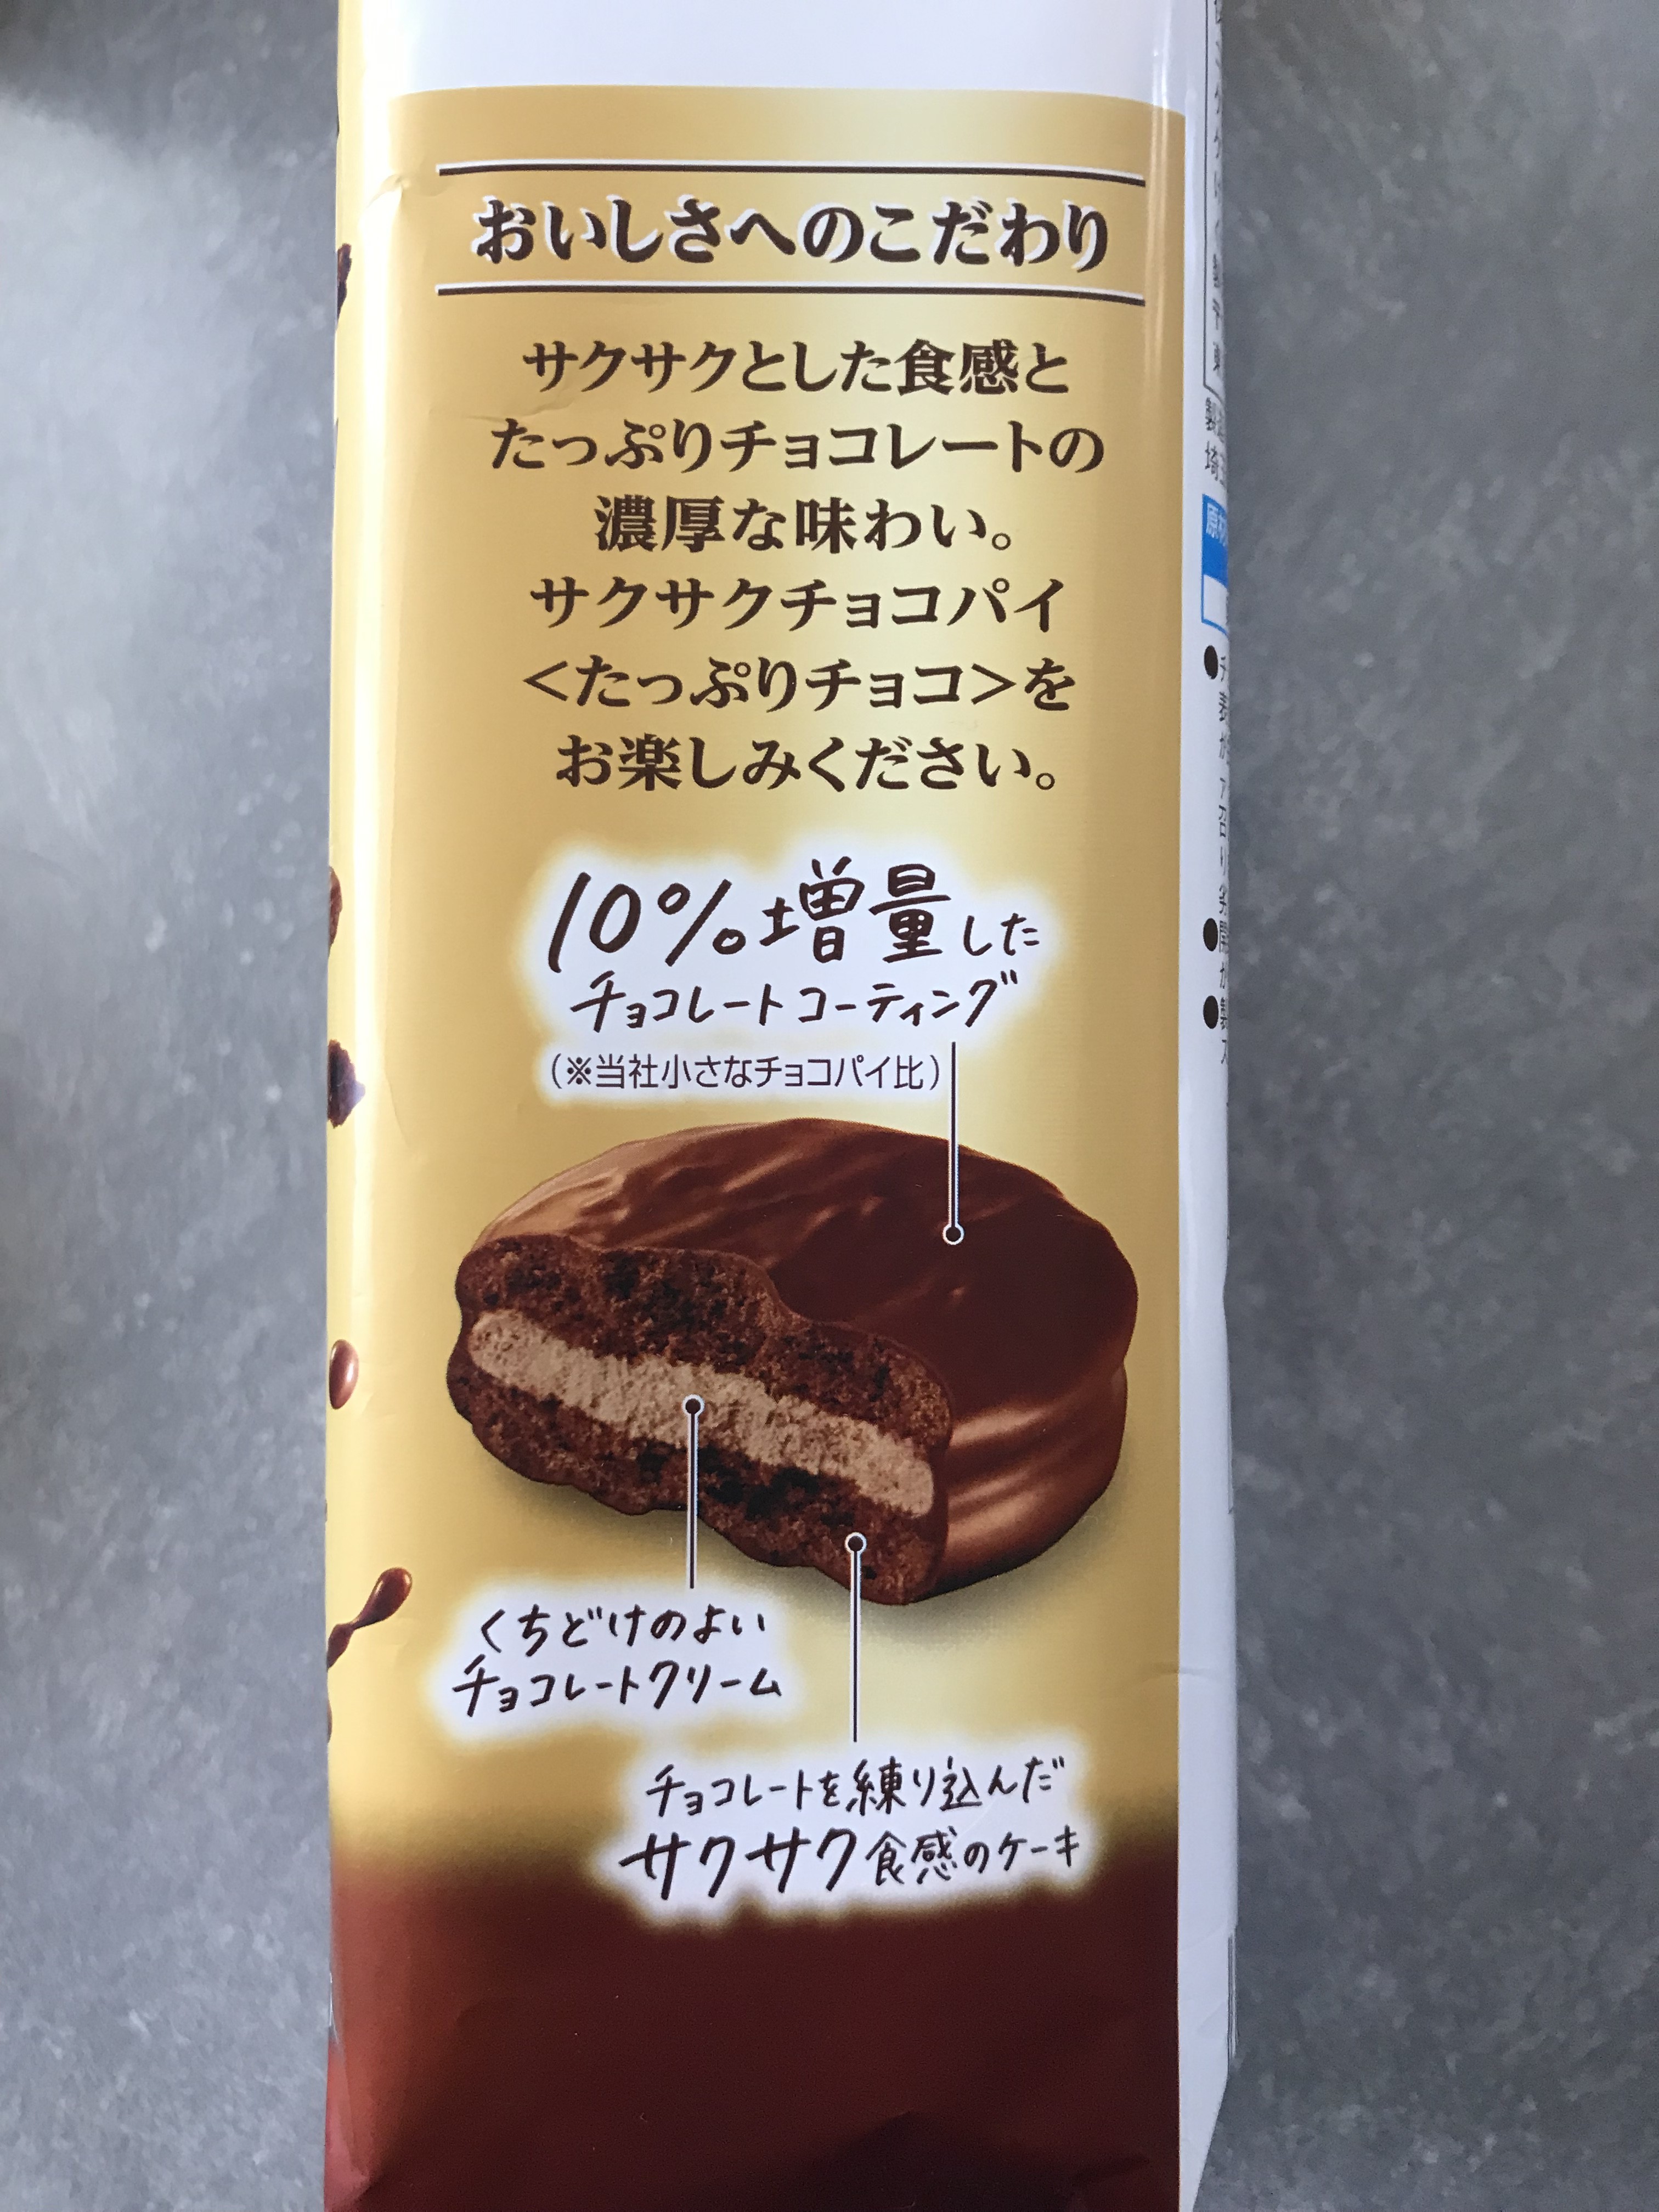 おいしさへのこだわり
サクサクとした食感と
たっぷりチョコレートの
濃厚な味わい。
サクサクチョコパイ
<たっぷりチョコ>を
お楽しみください。
10%増量した
チョコレートコーティング
(※当社小さなチョコパイ比)
くちどけのよい
チョコレートクリーム
チョコレートを練り込んだ
サクサク食感のケーキ